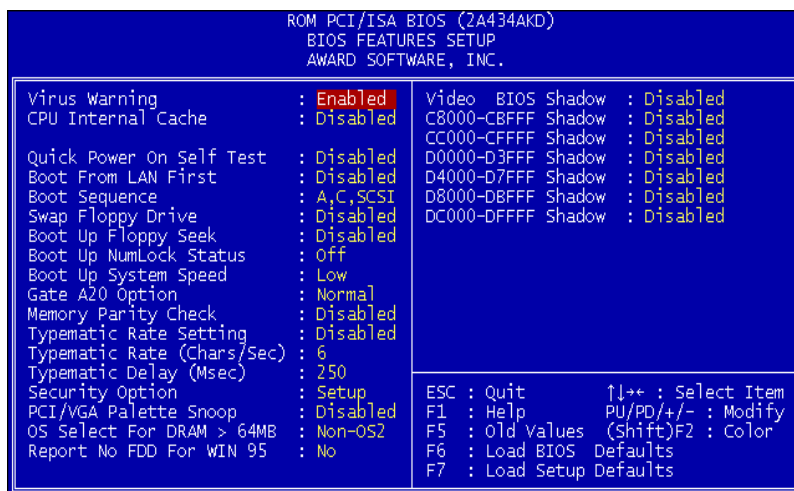 ROM PCI/ISA BIOS (2A434AKD)
BIOS FEATURES SETUP
AWARD SOFTWARE, INC.
Virus Warning : Enabled
CPU Internal Cache : Disabled
Quick Power On Self Test : Disabled
Boot From LAN First : Disabled
Boot Sequence : A,C,SCSI
Swap Floppy Drive : Disabled
Boot Up Floppy Seek : Disabled
Boot Up NumLock Status : Off
Boot Up System Speed : Low
Gate A20 Option : Normal
Memory Parity Check : Disabled
Typematic Rate Setting : Disabled
Typematic Rate (Chars/Sec) : 6
Typematic Delay (Msec) : 250
Security Option : Setup
PCI/VGA Palette Snoop : Disabled
OS Select For DRAM > 64MB : Non-OS2
Report No FDD For WIN 95 : No
Video BIOS Shadow : Disabled
C8000-CBFFF Shadow : Disabled
CC000-CFFFF Shadow : Disabled
D0000-D3FFF Shadow : Disabled
D4000-D7FFF Shadow : Disabled
D8000-DBFFF Shadow : Disabled
DC000-DFFFF Shadow : Disabled
ESC : Quit ↑↓→← : Select Item
F1 : Help PU/PD/+/- : Modify
F5 : Old Values (Shift)F2 : Color
F6 : Load BIOS Defaults
F7 : Load Setup Defaults